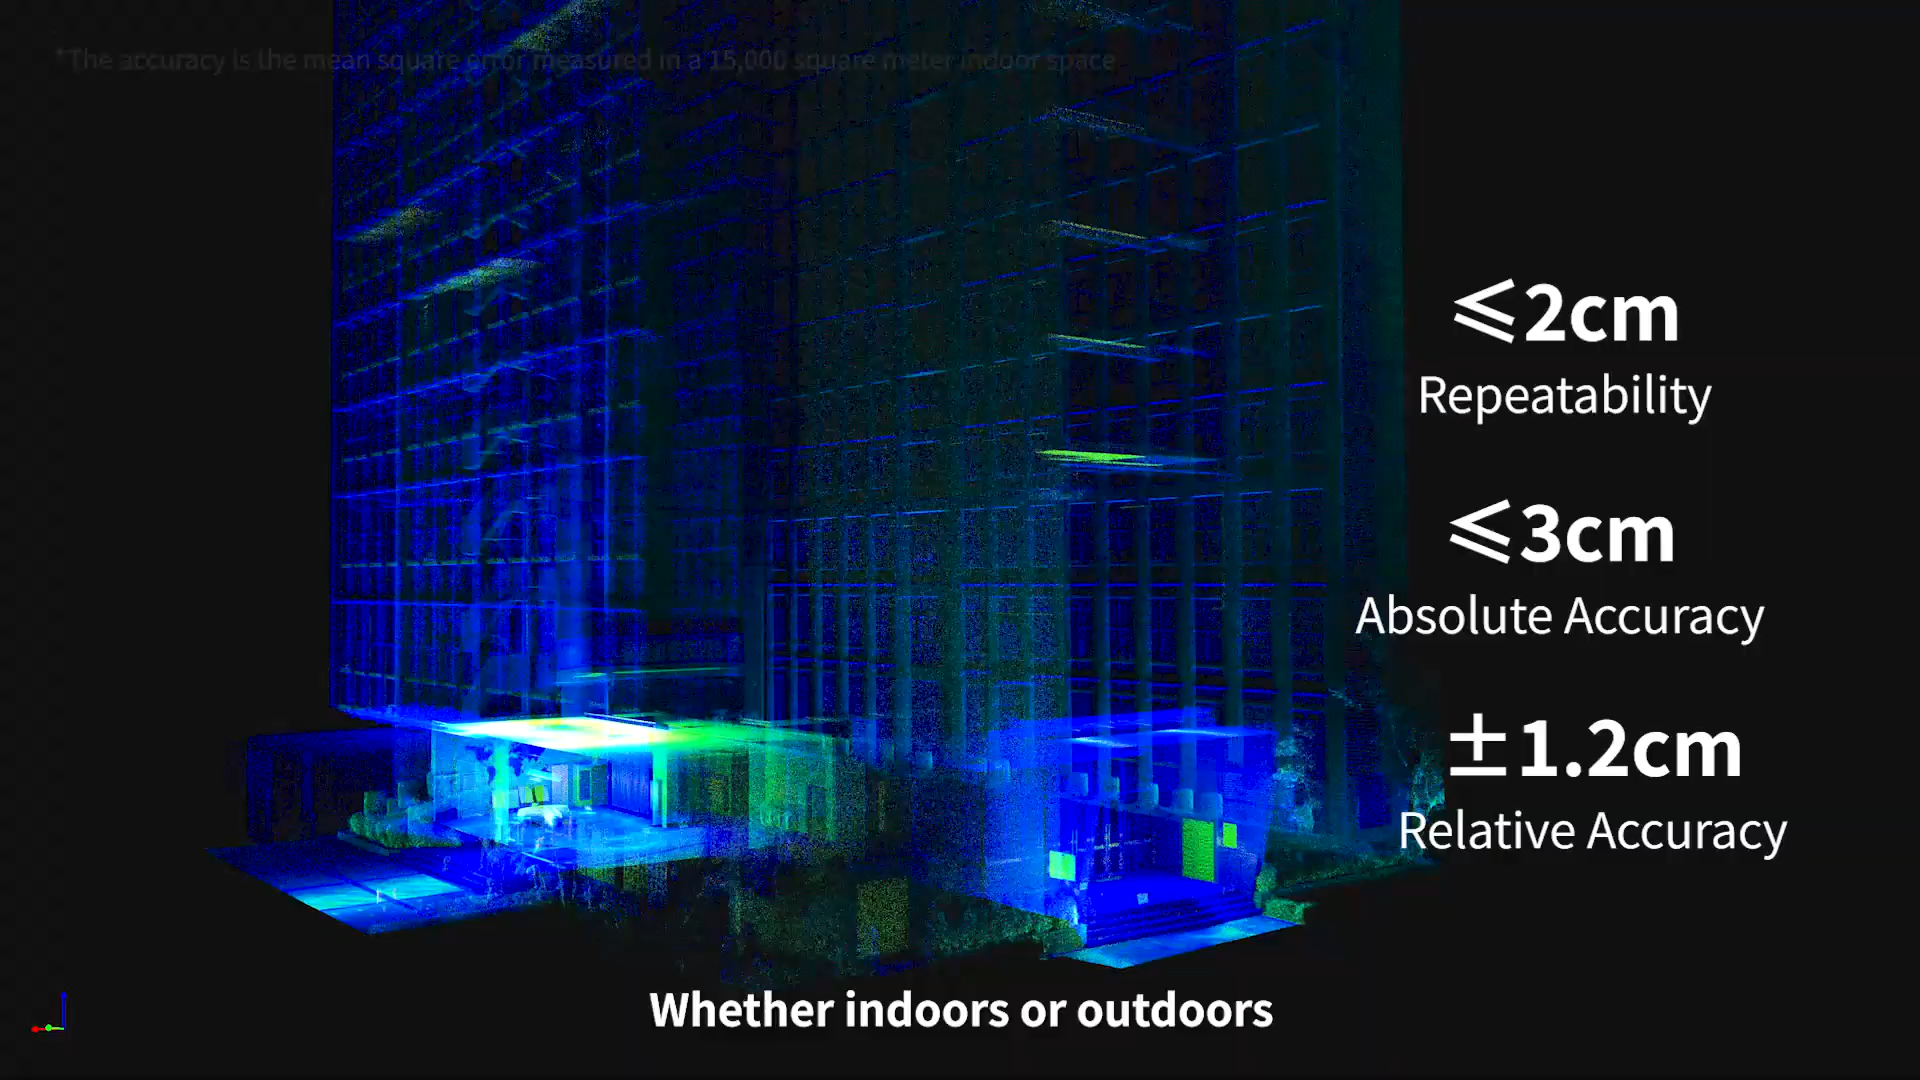 *The accuracy is the mean square error measured in a 15,000 square meter indoor space
≤2cm
Repeatability
≤3cm
Absolute Accuracy
±1.2cm
Relative Accuracy
Whether indoors or outdoors